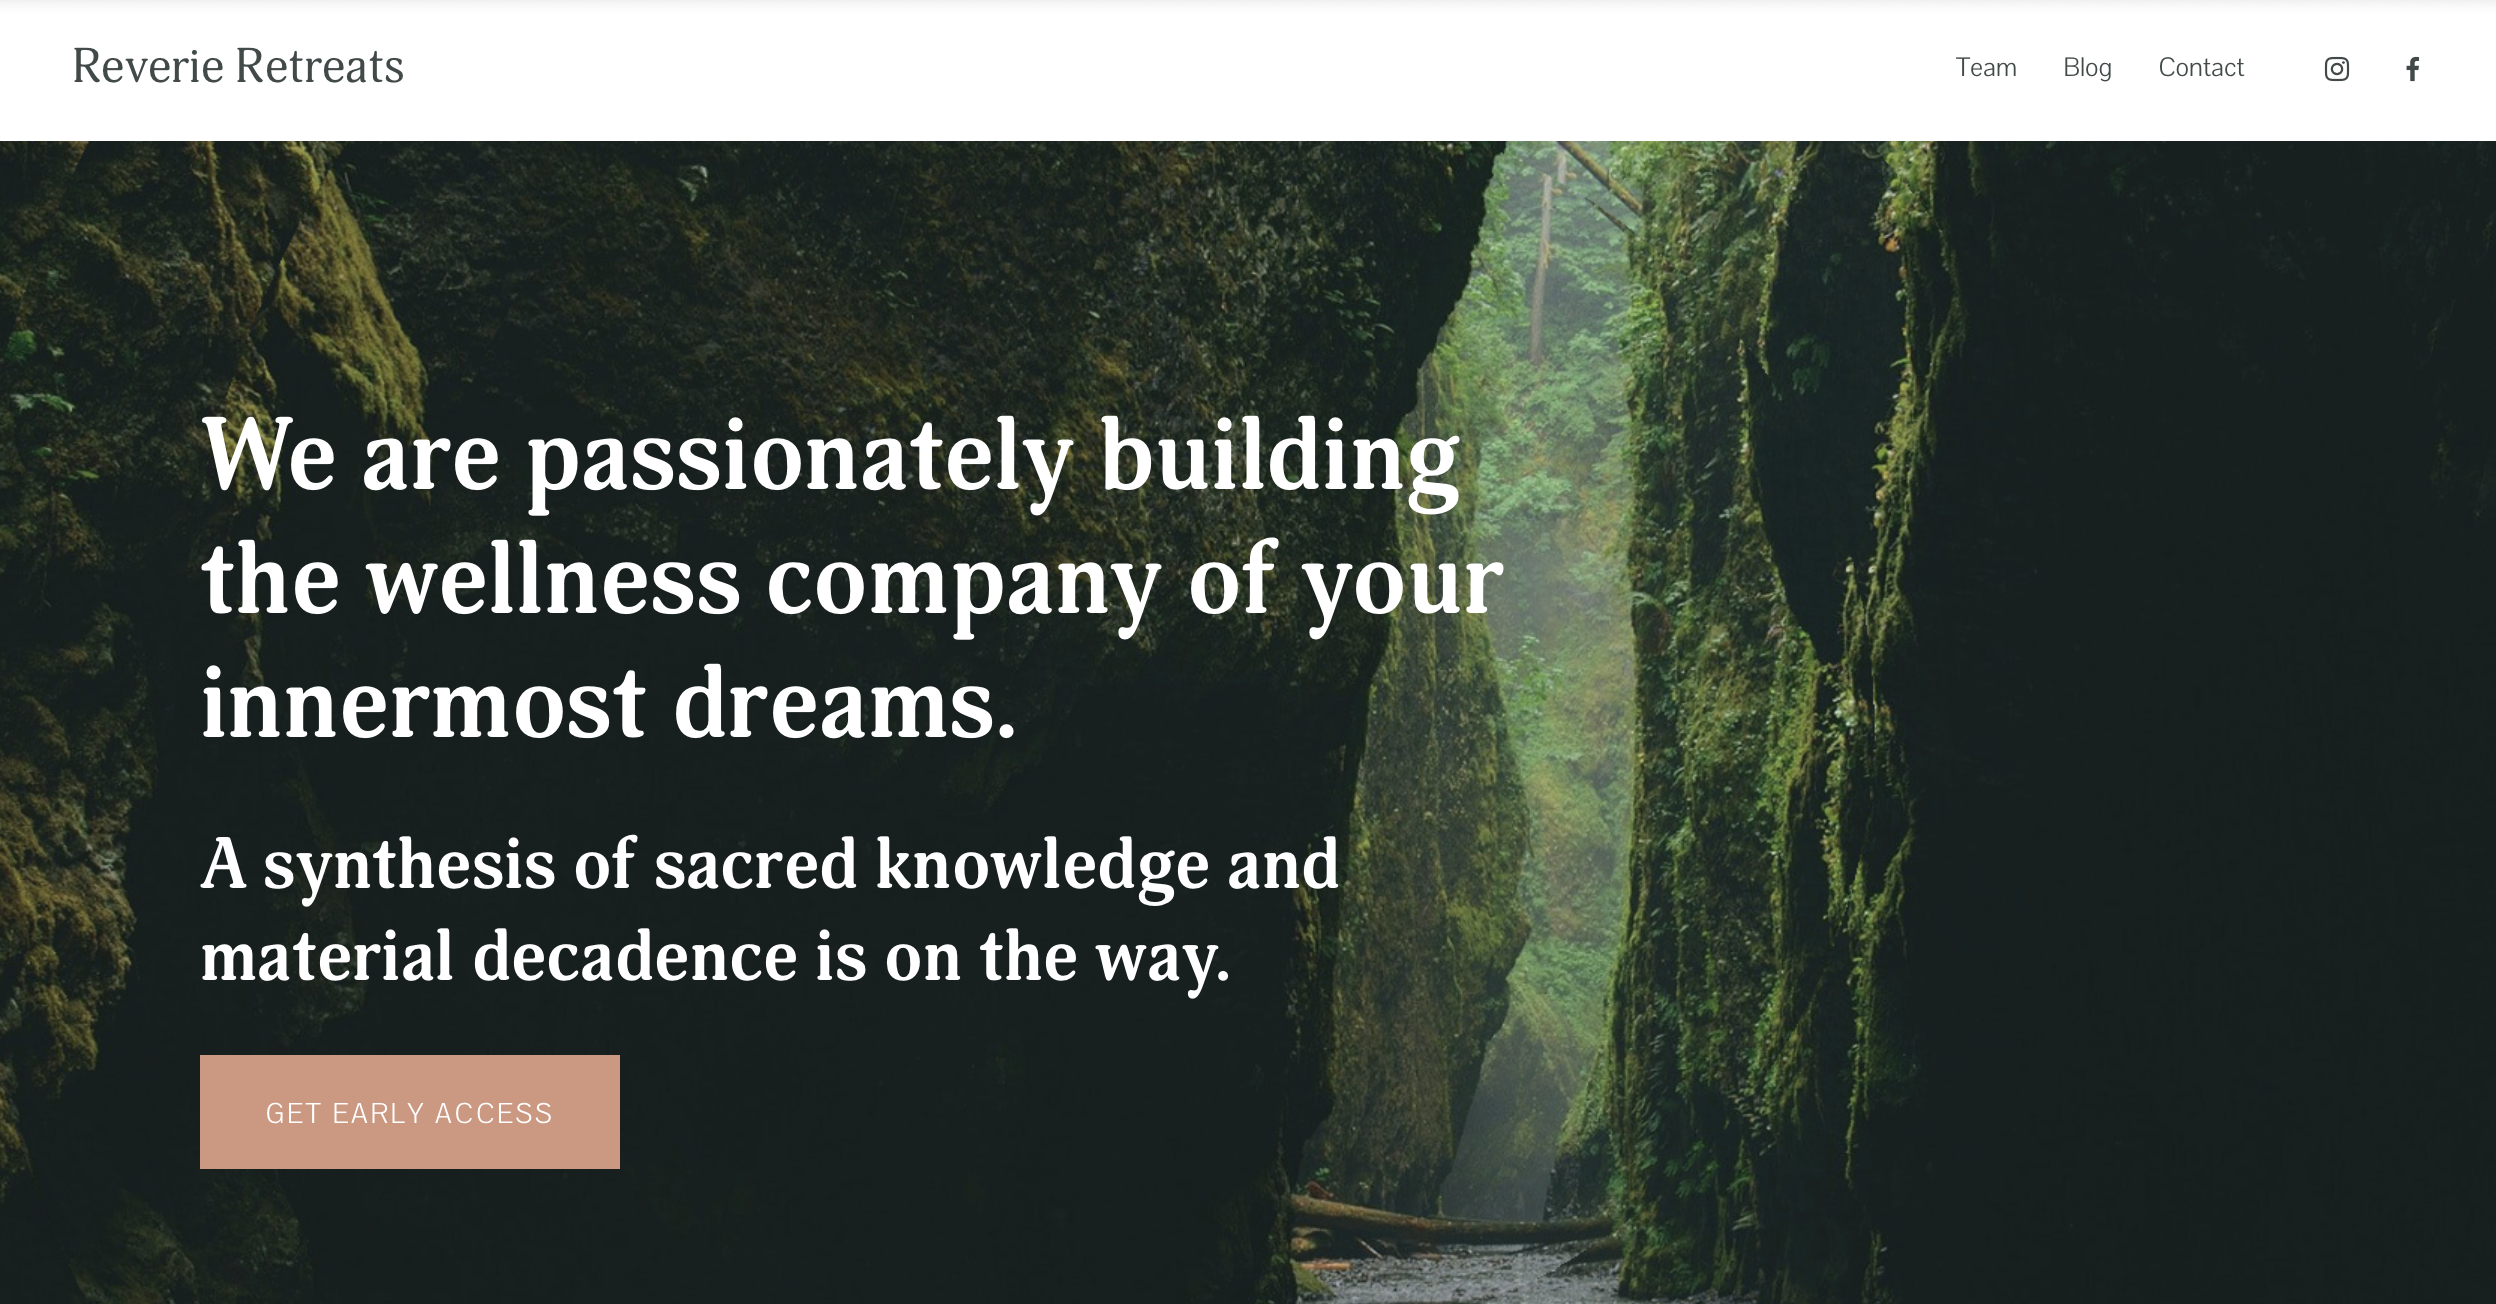 Reverie Retreats
Team Blog Contact
We are passionately building
the wellness company of your
innermost dreams.
A synthesis of sacred knowledge and
material decadence is on the way.
GET EARLY ACCESS